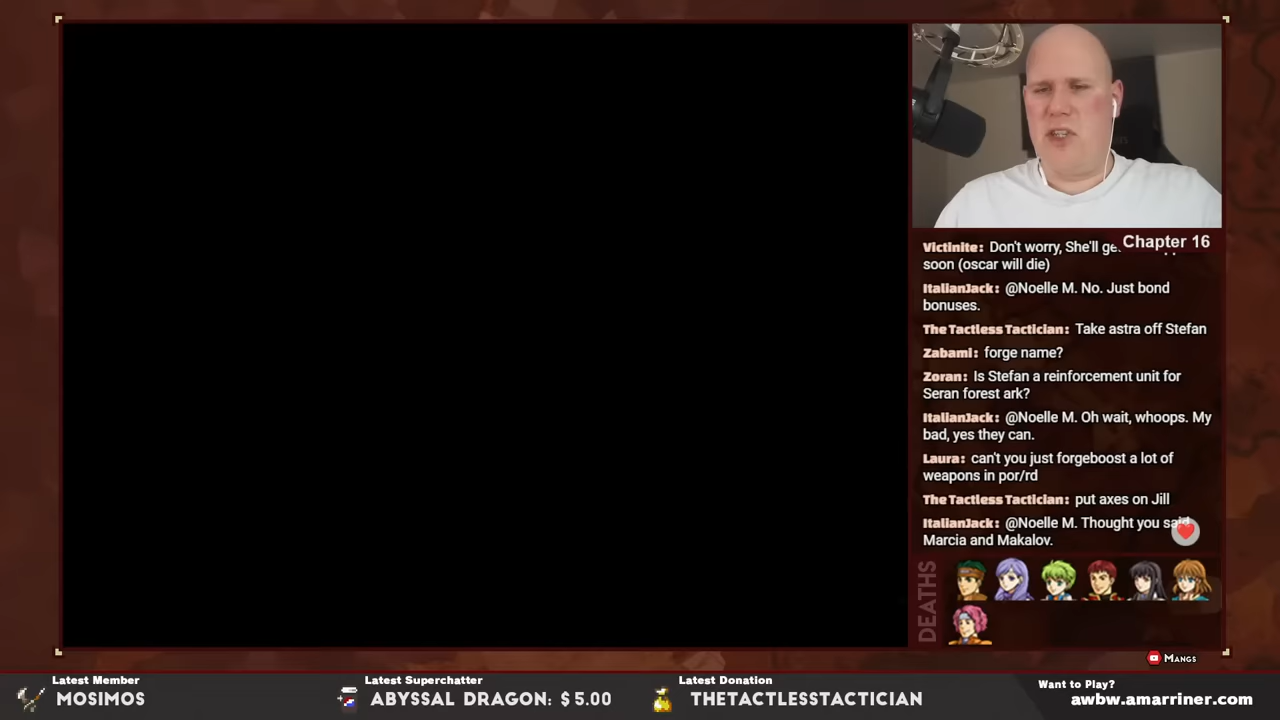 Chapter 16
Victinite: Don't worry, She'll ge
soon (oscar will die)
ItalianJack: @Noelle M. No. Just bond
bonuses.
The Tactless Tactician: Take astra off Stefan
Zabami: forge name?
Zoran: Is Stefan a reinforcement unit for
Seran forest ark?
ItalianJack: @Noelle M. Oh wait, whoops. My
bad, yes they can.
Laura: can't you just forgeboost a lot of
weapons in por/rd
The Tactless Tactician: put axes on Jill
ItalianJack: @Noelle M. Thought you said
Marcia and Makalov.
DEATHS
Mangs
Latest Member
MOSIMOS
Latest Superchatter
ABYSSAL DRAGON: $5.00
Latest Donation
THETACTLESSTACTICIAN
Want to Play?
awbw.amarriner.com